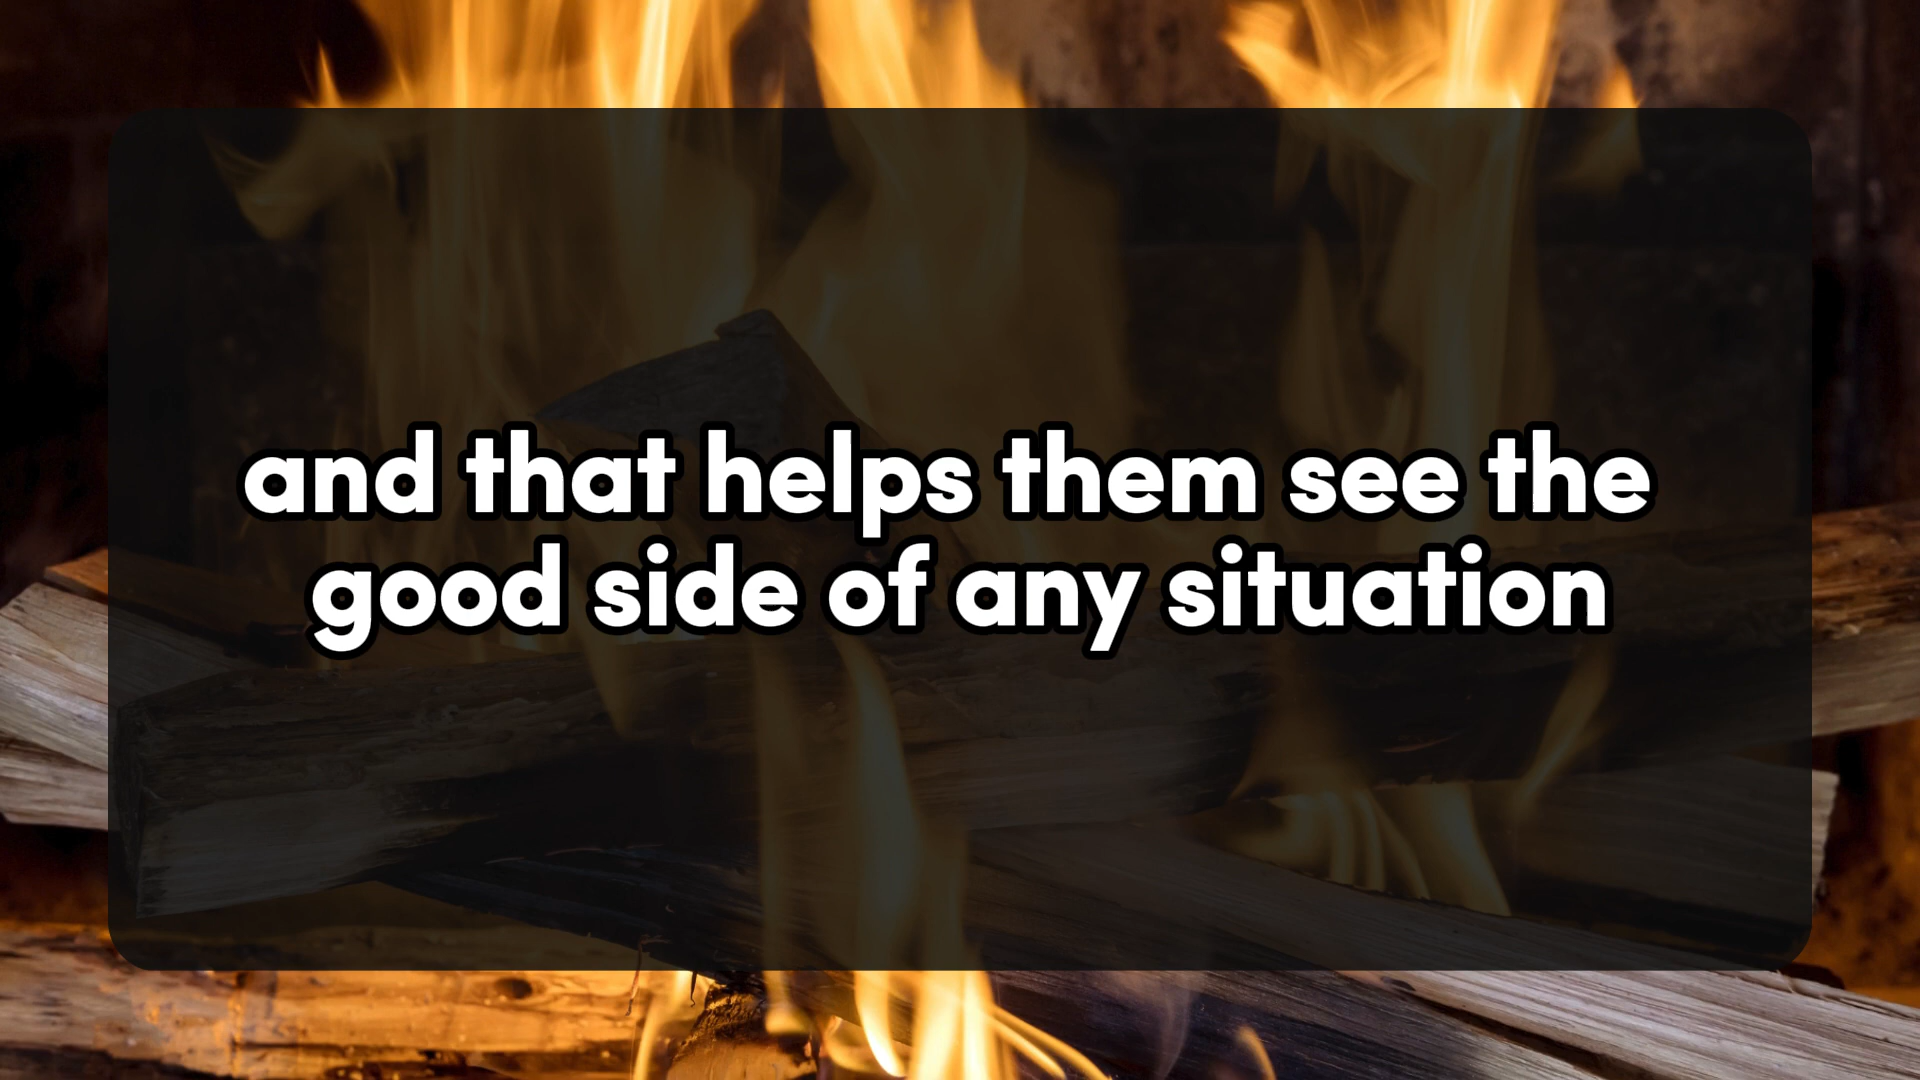 and that helps them see the
good side of any situation